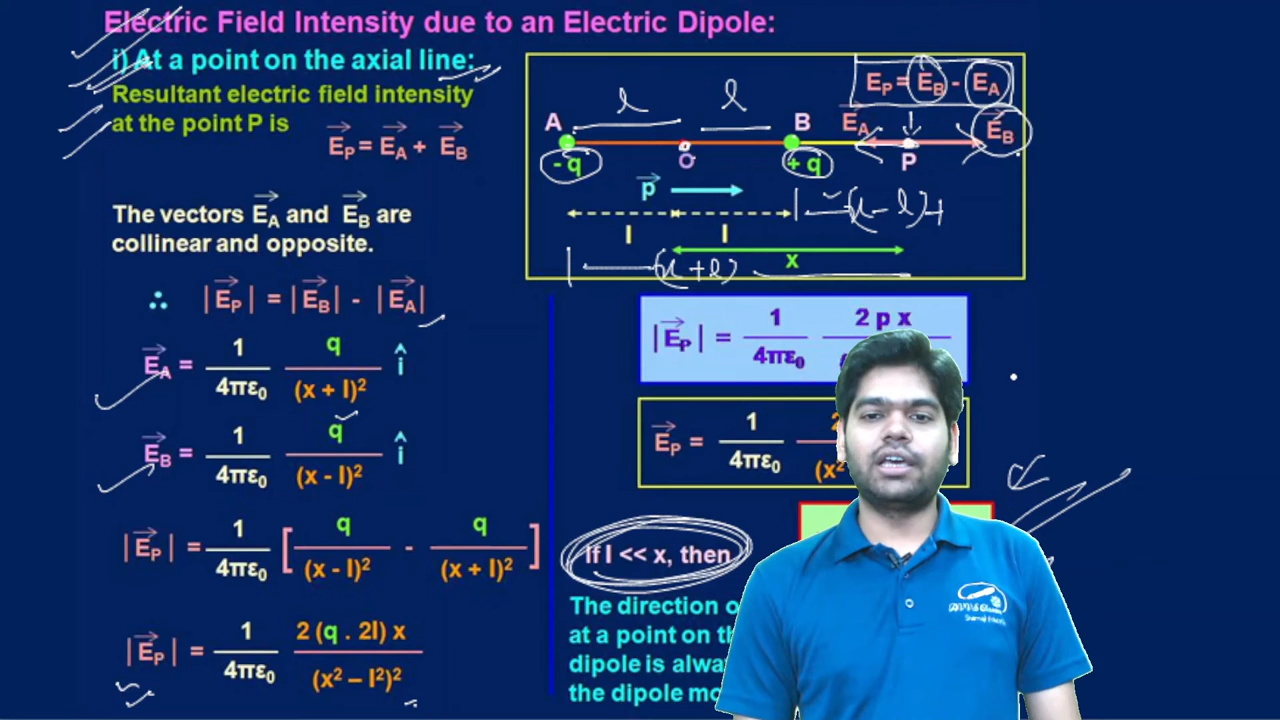 Electric Field Intensity due to an Electric Dipole:
i) At a point on the axial line:
Resultant electric field intensity
at the point P is
E⃗P = E⃗A + E⃗B
The vectors E⃗A and E⃗B are
collinear and opposite.
∴ |E⃗P| = |E⃗B| - |E⃗A|
E⃗A = 1/4πε0 q/(x + l)² î
E⃗B = 1/4πε0 q/(x - l)² î
|E⃗P| = 1/4πε0 [ q/(x - l)² - q/(x + l)² ]
|E⃗P| = 1/4πε0 2 (q . 2l) x/(x² – l²)²
EP = EB - EA
l l
A B E⃗A E⃗B
- q O + q P
p⃗
(x - l)
l l
x
(x + l)
|E⃗P| = 1/4πε0 2 p x
E⃗P = 1/4πε0 2
(x²
If l << x, then
The direction o
at a point on th
dipole is alwa
the dipole mo